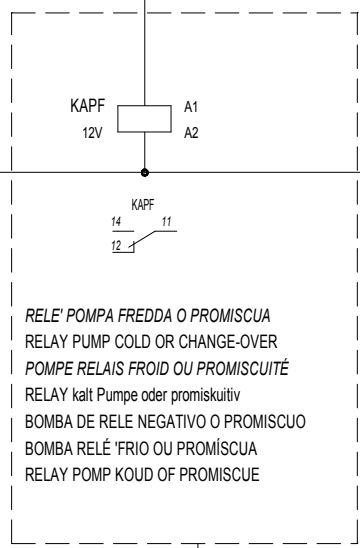 KAPF A1
12V A2
KAPF
14 11
12
RELE' POMPA FREDDA O PROMISCUA
RELAY PUMP COLD OR CHANGE-OVER
POMPE RELAIS FROID OU PROMISCUITÉ
RELAY kalt Pumpe oder promiskuitiv
BOMBA DE RELE NEGATIVO O PROMISCUO
BOMBA RELÉ 'FRIO OU PROMÍSCUA
RELAY POMP KOUD OF PROMISCUE